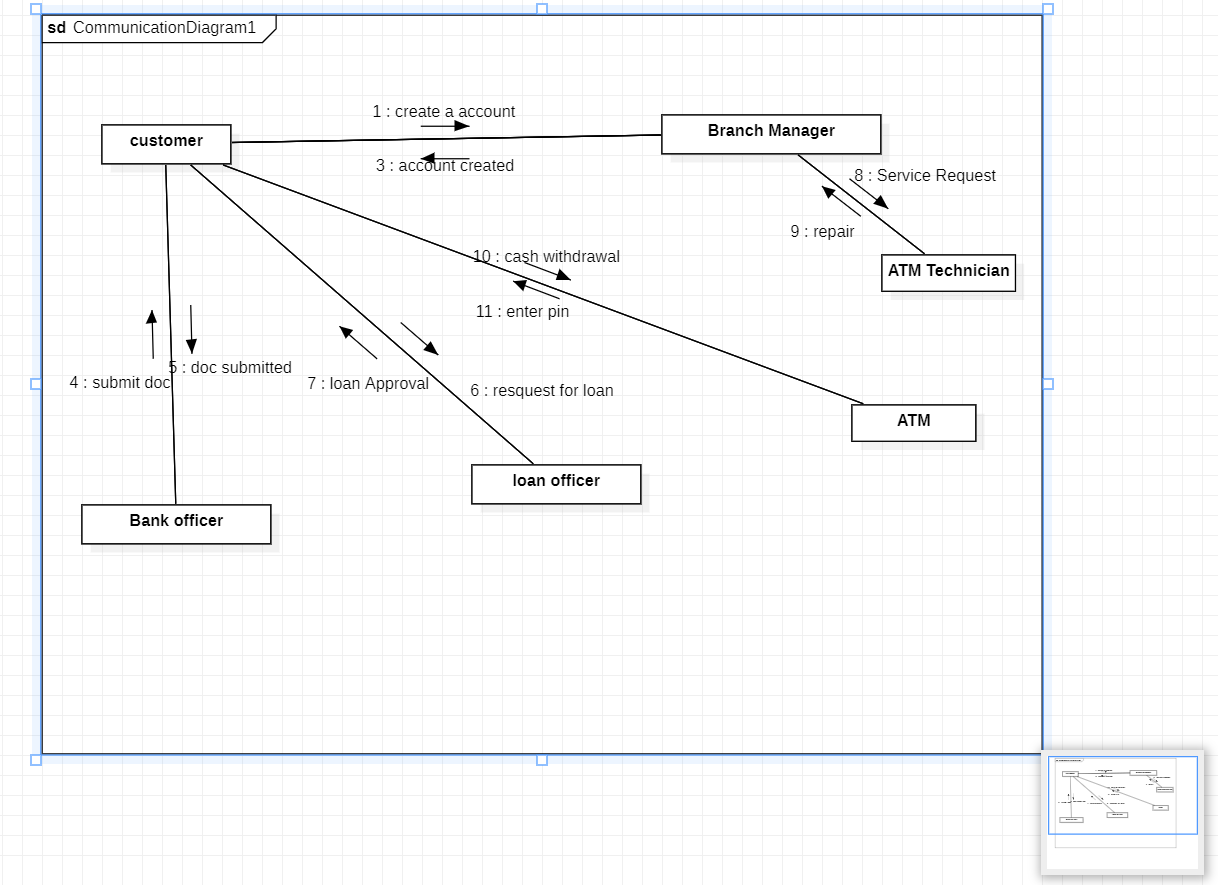 sd CommunicationDiagram1
1 : create a account
customer
Branch Manager
3 : account created
8 : Service Request
9 : repair
10 : cash withdrawal
ATM Technician
11 : enter pin
5 : doc submitted
4 : submit doc
7 : loan Approval
6 : resquest for loan
ATM
loan officer
Bank officer